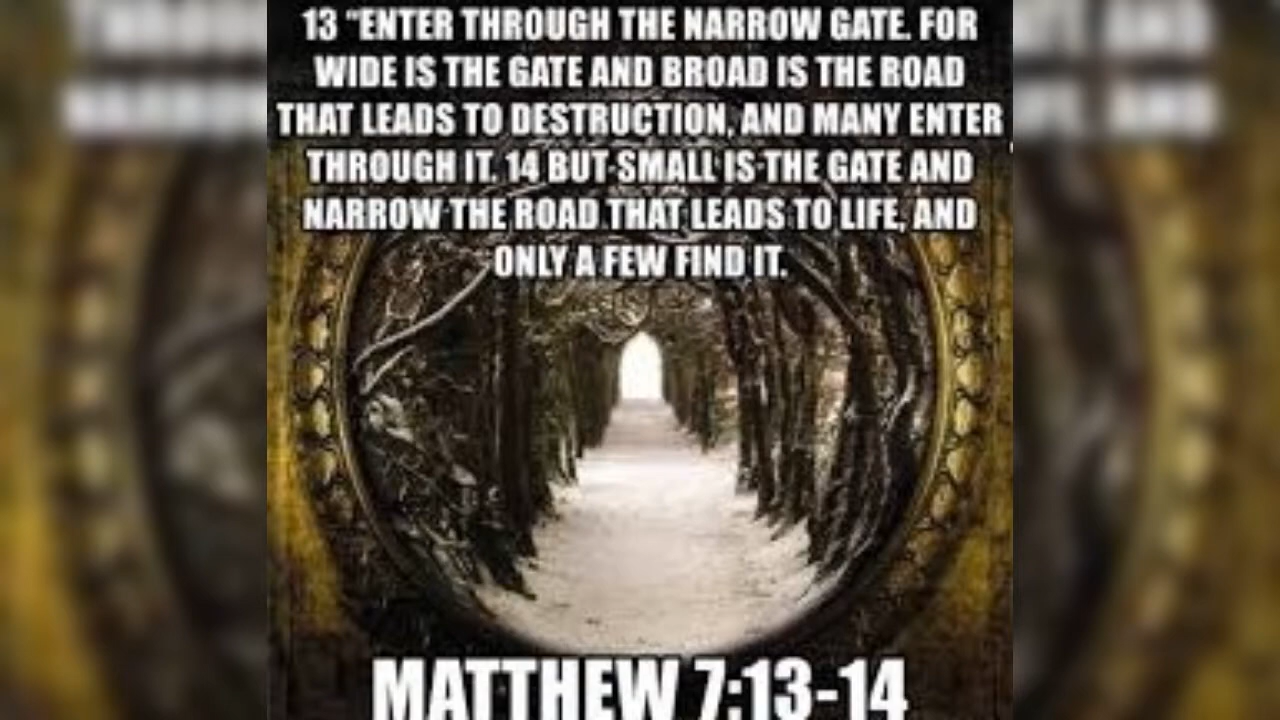 13 “ENTER THROUGH THE NARROW GATE. FOR
WIDE IS THE GATE AND BROAD IS THE ROAD
THAT LEADS TO DESTRUCTION, AND MANY ENTER
THROUGH IT. 14 BUT SMALL IS THE GATE AND
NARROW THE ROAD THAT LEADS TO LIFE, AND
ONLY A FEW FIND IT.
MATTHEW 7:13-14